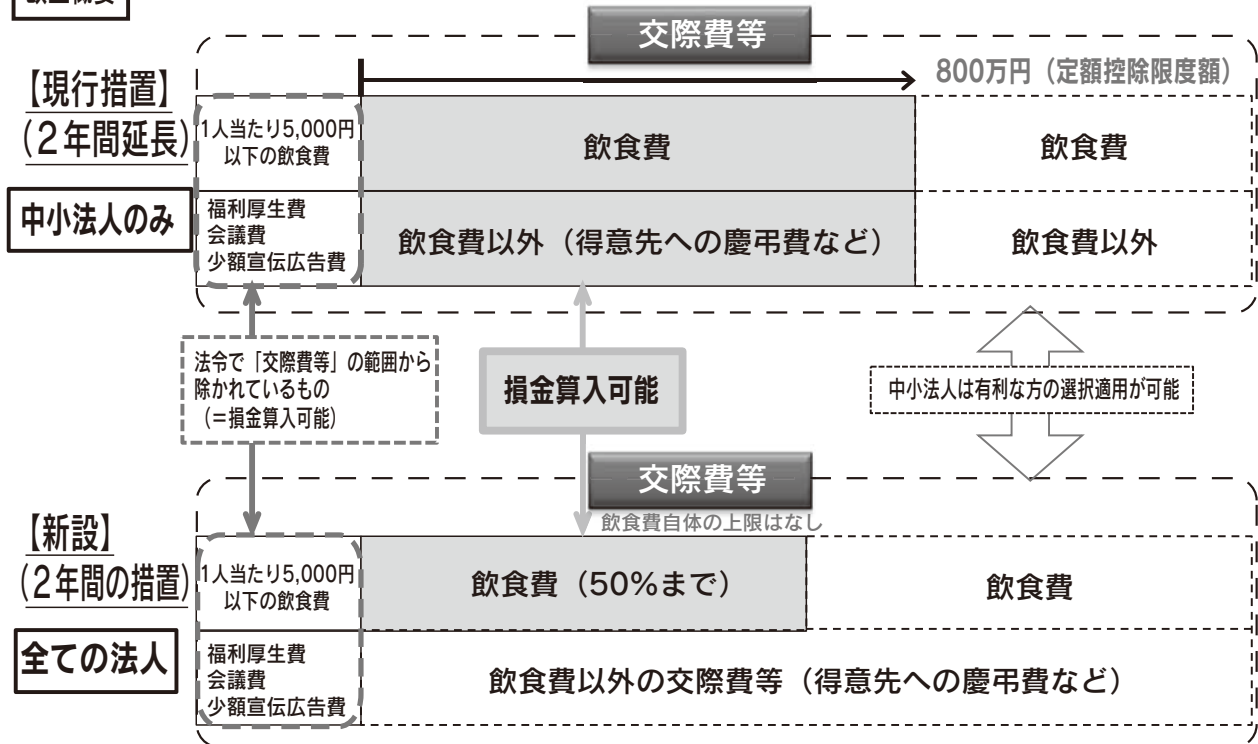 交際費等
800万円（定額控除限度額）
【現行措置】
（２年間延長）
中小法人のみ
1人当たり5,000円
以下の飲食費
飲食費
飲食費
福利厚生費
会議費
少額宣伝広告費
飲食費以外（得意先への慶弔費など）
飲食費以外
法令で「交際費等」の範囲から
除かれているもの
（＝損金算入可能）
損金算入可能
中小法人は有利な方の選択適用が可能
交際費等
飲食費自体の上限はなし
【新設】
（２年間の措置）
全ての法人
1人当たり5,000円
以下の飲食費
飲食費（50%まで）
飲食費
福利厚生費
会議費
少額宣伝広告費
飲食費以外の交際費等（得意先への慶弔費など）